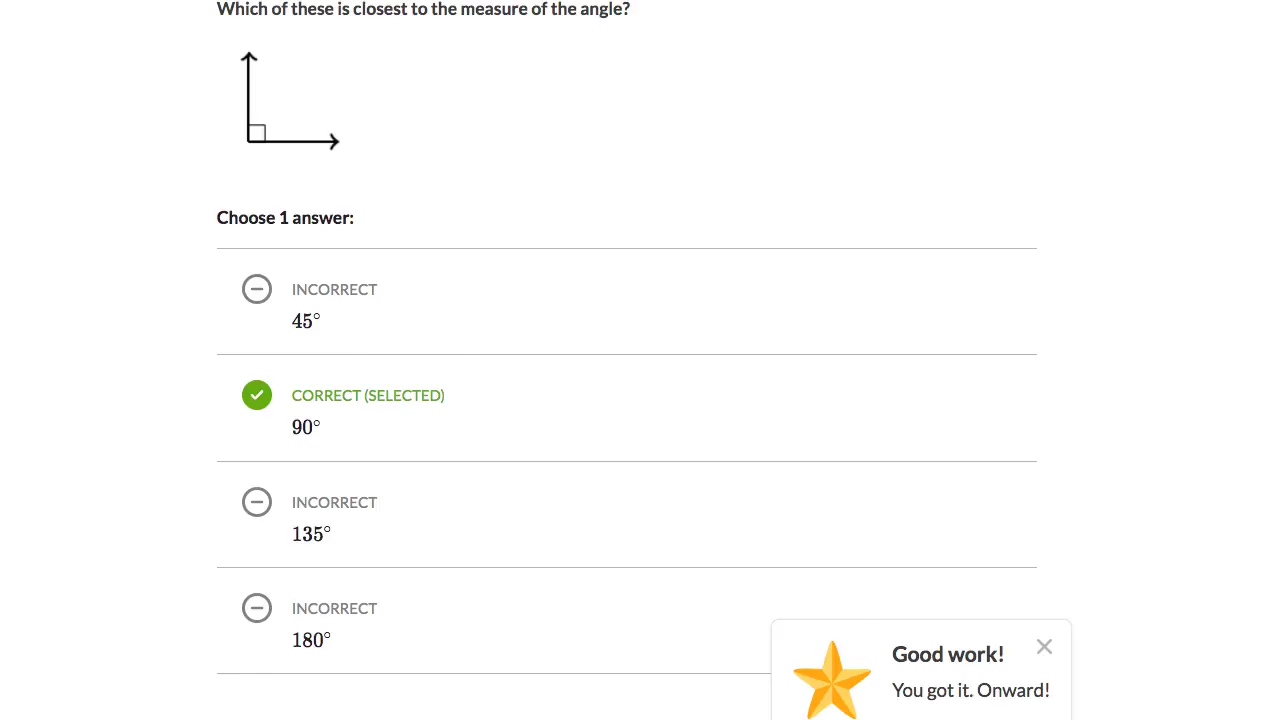 Which of these is closest to the measure of the angle?
Choose 1 answer:
INCORRECT
45°
CORRECT (SELECTED)
90°
INCORRECT
135°
INCORRECT
180°
Good work!
You got it. Onward!